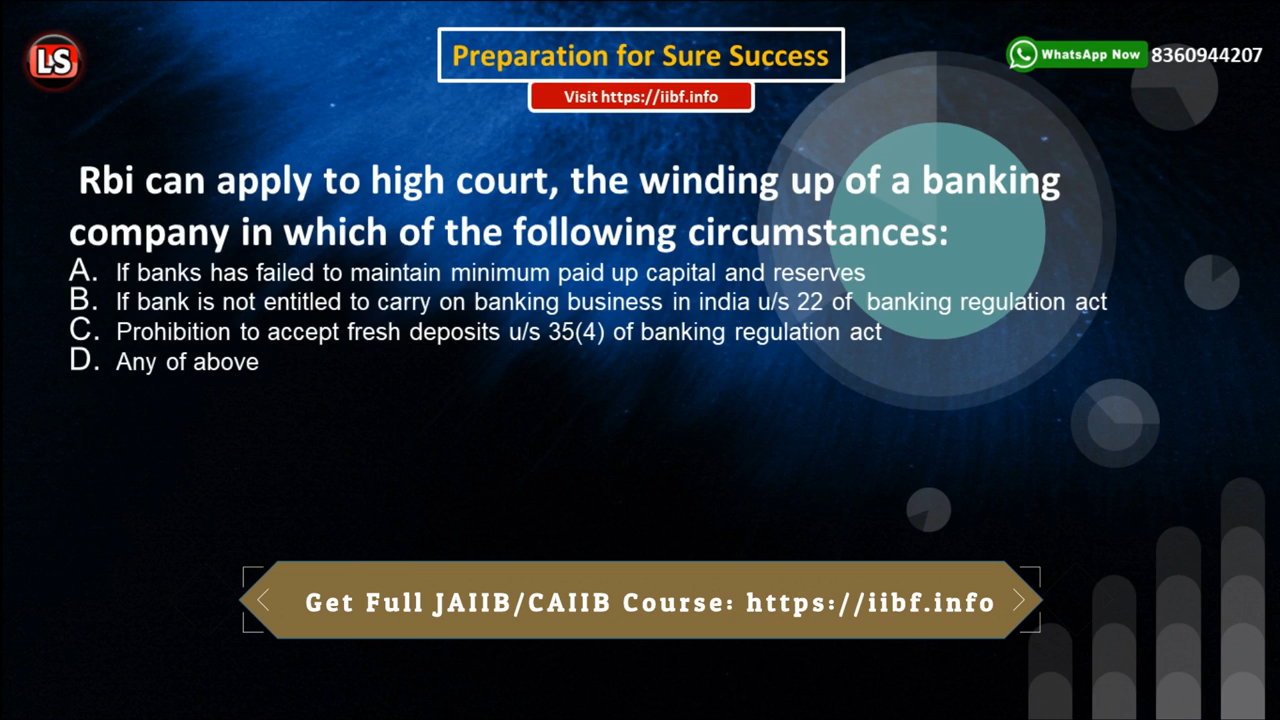 LS
Preparation for Sure Success
WhatsApp Now 8360944207
Visit https://iibf.info
Rbi can apply to high court, the winding up of a banking
company in which of the following circumstances:
A. If banks has failed to maintain minimum paid up capital and reserves
B. If bank is not entitled to carry on banking business in india u/s 22 of banking regulation act
C. Prohibition to accept fresh deposits u/s 35(4) of banking regulation act
D. Any of above
Get Full JAIIB/CAIIB Course: https://iibf.info